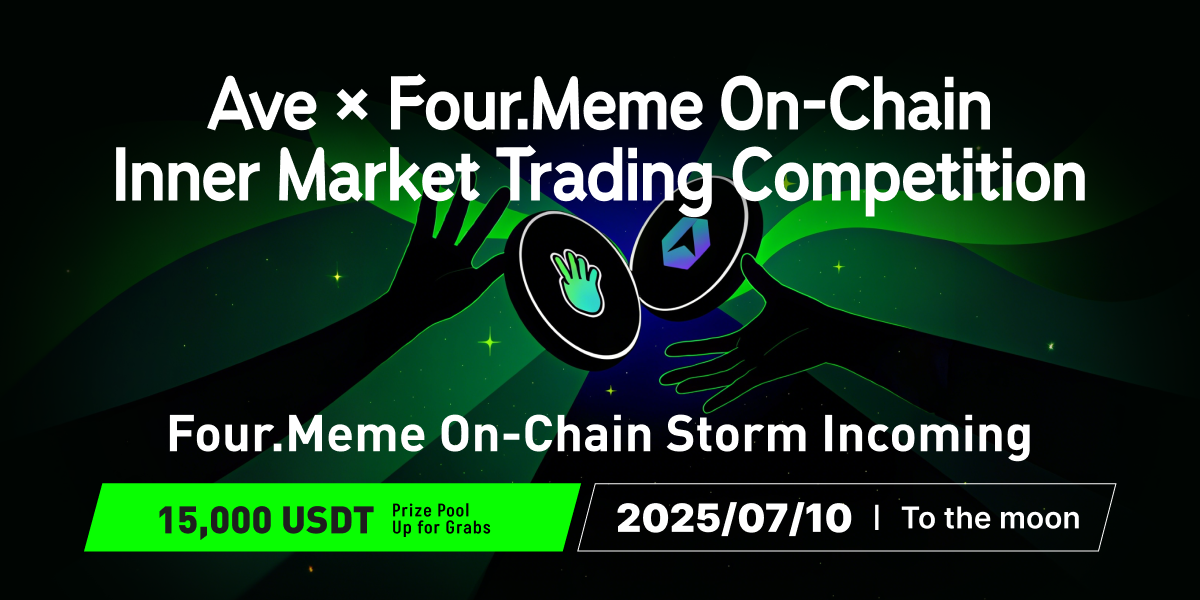 Ave × Four.Meme On-Chain
Inner Market Trading Competition
Four.Meme On-Chain Storm Incoming
15,000 USDT
Prize Pool
Up for Grabs
2025/07/10 | To the moon